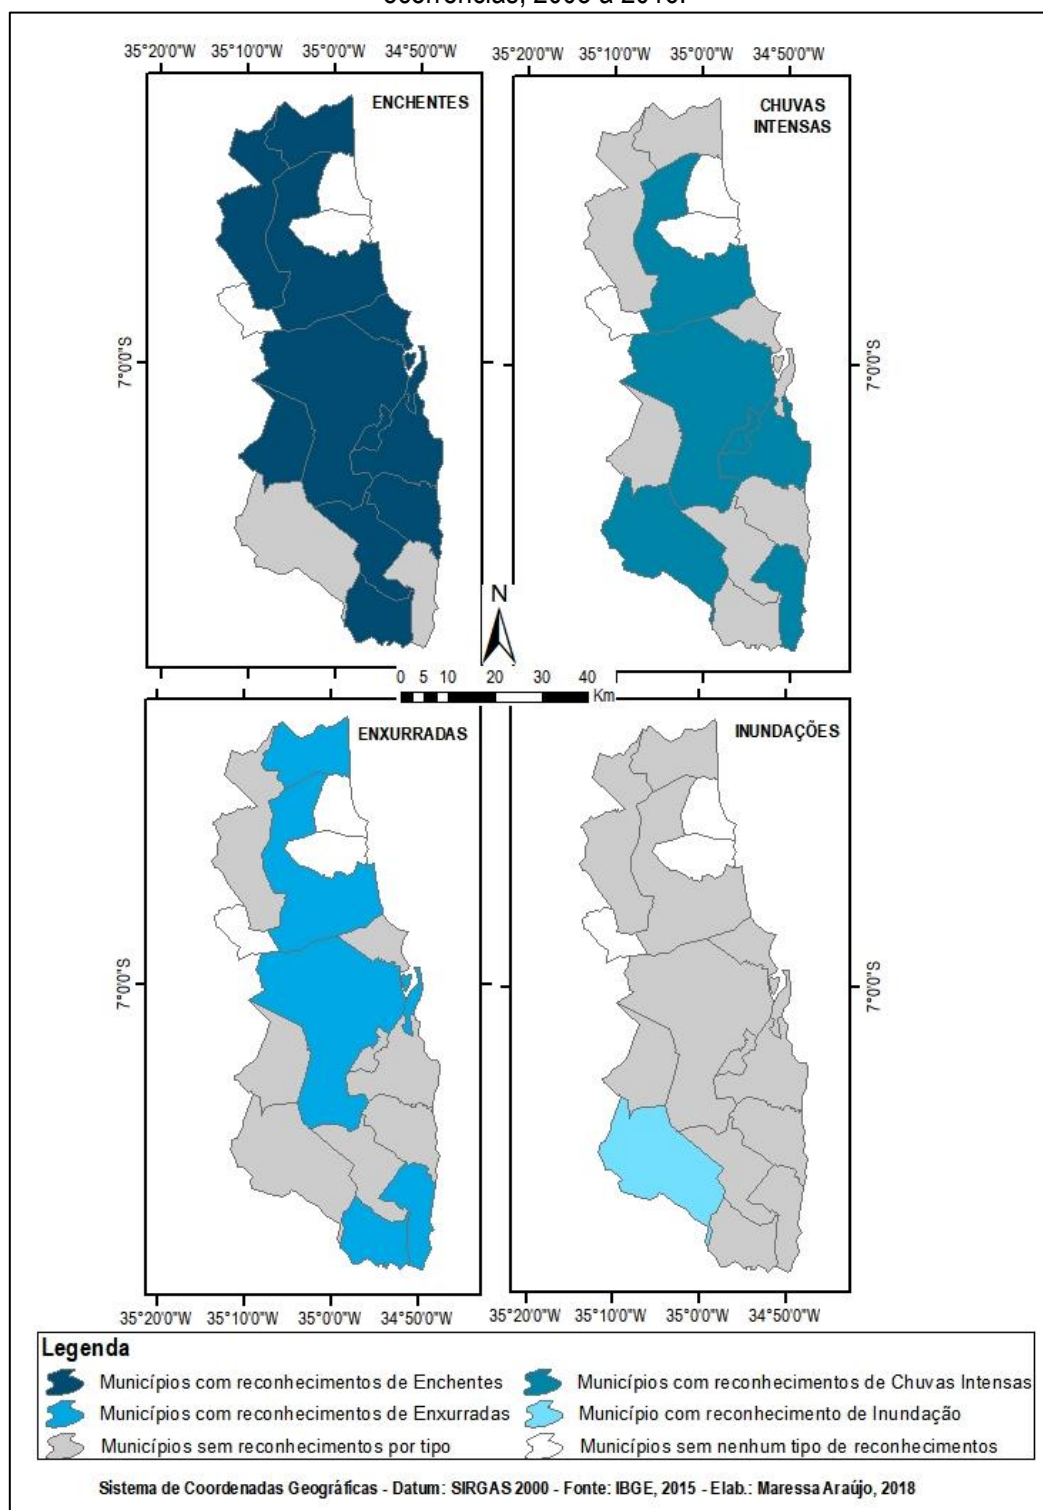 ocorrências, 2003 a 2016.
35°20'0"W 35°10'0"W 35°0'0"W 34°50'0"W
35°20'0"W 35°10'0"W 35°0'0"W 34°50'0"W
ENCHENTES
CHUVAS
INTENSAS
7°0'0"S
7°0'0"S
N
0 5 10 20 30 40
Km
ENXURRADAS
INUNDAÇÕES
7°0'0"S
7°0'0"S
35°20'0"W 35°10'0"W 35°0'0"W 34°50'0"W
35°20'0"W 35°10'0"W 35°0'0"W 34°50'0"W
Legenda
Municípios com reconhecimentos de Enchentes
Municípios com reconhecimentos de Chuvas Intensas
Municípios com reconhecimentos de Enxurradas
Município com reconhecimento de Inundação
Municípios sem reconhecimentos por tipo
Municípios sem nenhum tipo de reconhecimentos
Sistema de Coordenadas Geográficas - Datum: SIRGAS 2000 - Fonte: IBGE, 2015 - Elab.: Maressa Araújo, 2018